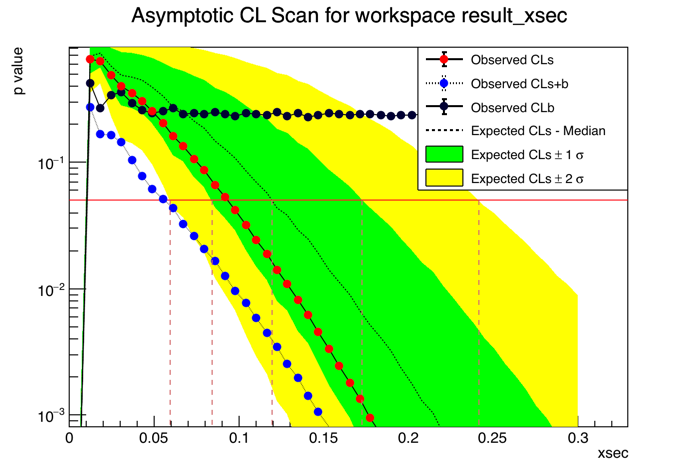 Asymptotic CL Scan for workspace result_xsec
p value
Observed CLs
Observed CLs+b
Observed CLb
Expected CLs - Median
Expected CLs ± 1 σ
Expected CLs ± 2 σ
10⁻¹
10⁻²
10⁻³
0 0.05 0.1 0.15 0.2 0.25 0.3
xsec